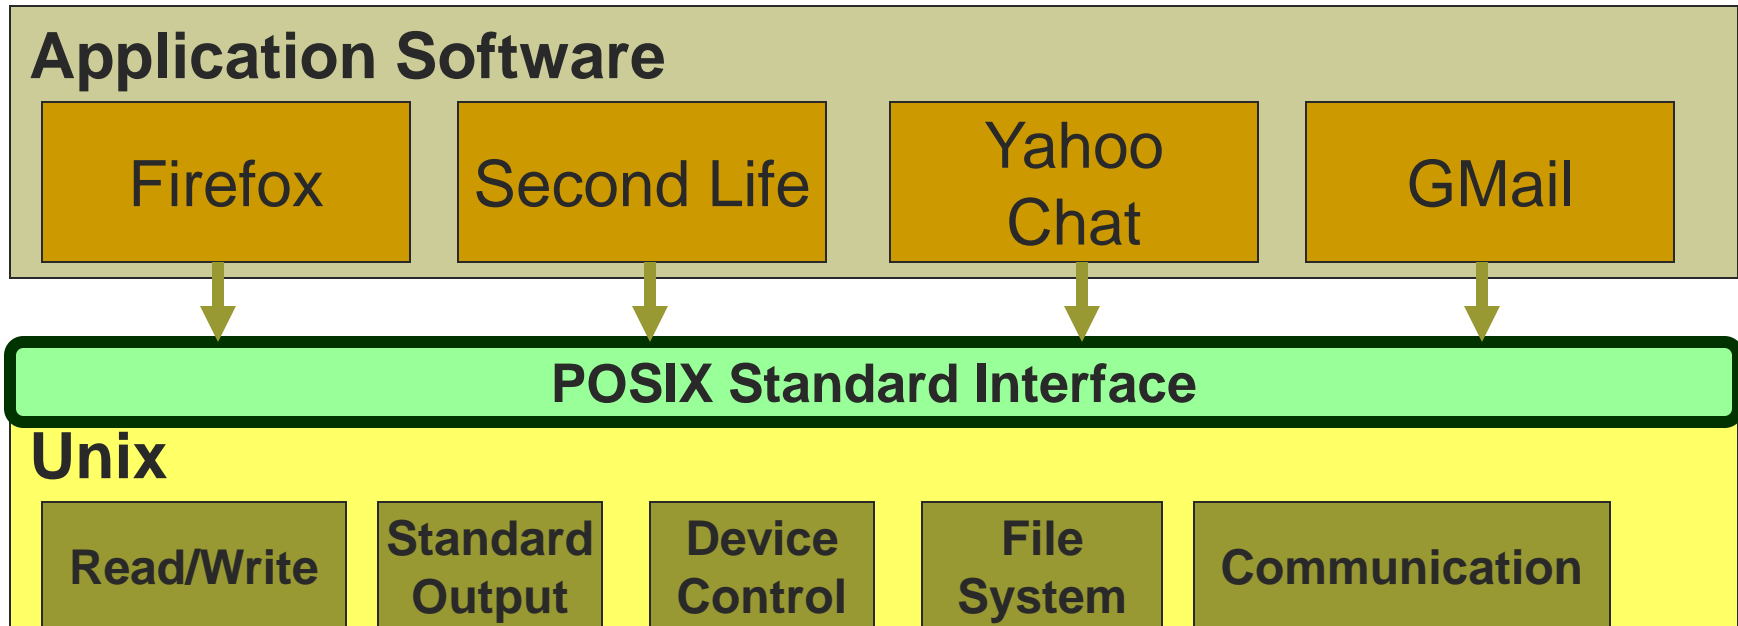 Application Software
Firefox
Second Life
Yahoo
Chat
GMail
POSIX Standard Interface
Unix
Read/Write
Standard
Output
Device
Control
File
System
Communication